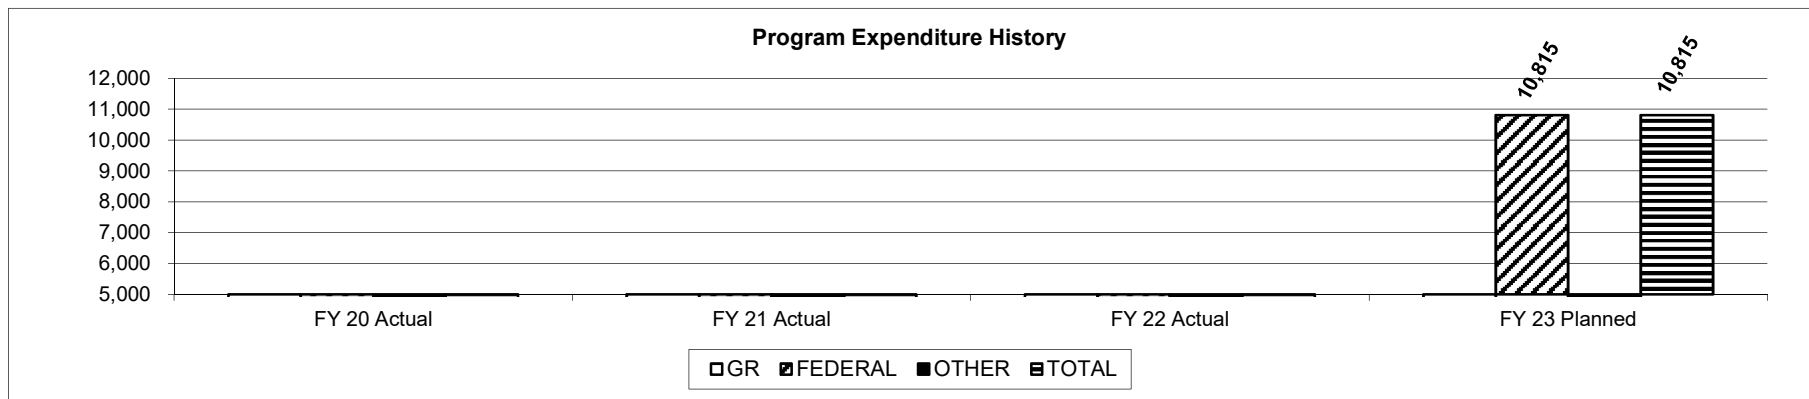 Program Expenditure History
10,815
10,815
12,000
11,000
10,000
9,000
8,000
7,000
6,000
5,000
FY 20 Actual
FY 21 Actual
FY 22 Actual
FY 23 Planned
GR
FEDERAL
OTHER
TOTAL